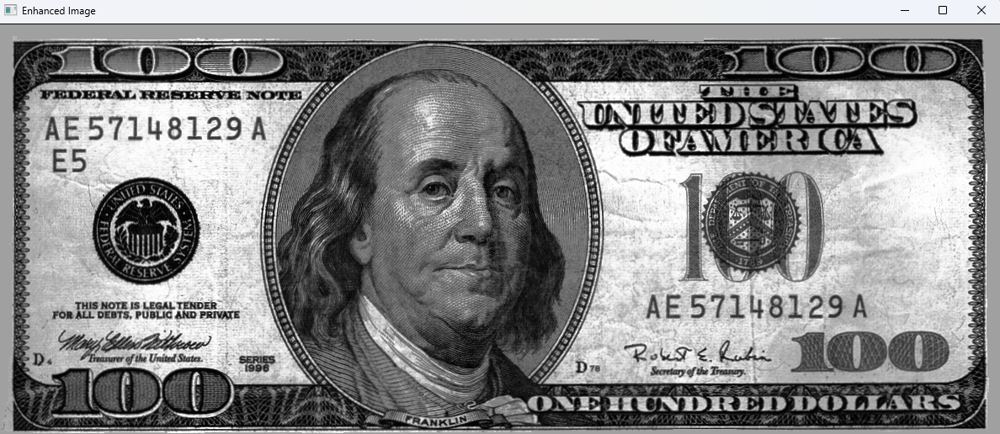 Enhanced Image
100
100
FEDERAL RESERVE NOTE
THE
UNITED STATES
OF AMERICA
AE 57148129 A
E5
UNITED STATES
FEDERAL RESERVE SYSTEM
100
1789
AE 57148129 A
THIS NOTE IS LEGAL TENDER
FOR ALL DEBTS, PUBLIC AND PRIVATE
Mary Ellen Withrow
Treasurer of the United States.
D4
SERIES
1996
D78
Robert E. Rubin
Secretary of the Treasury.
100
100
FRANKLIN
ONE HUNDRED DOLLARS